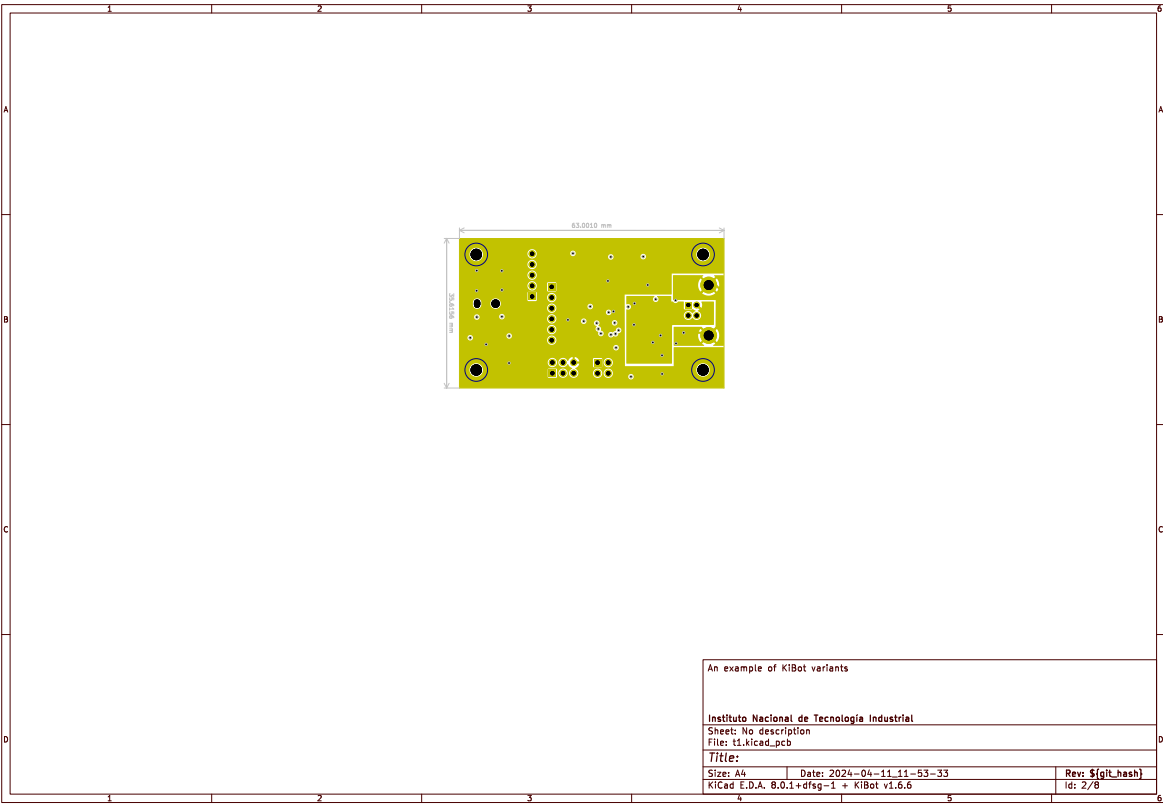 1 2 3 4 5 6
A A
63.0010 mm
B B
C C
An example of KiBot variants
Instituto Nacional de Tecnología Industrial
Sheet: No description
File: t1.kicad_pcb
D D
Title:
Size: A4 Date: 2024-04-11_11-53-33 Rev: ${git_hash}
KiCad E.D.A. 8.0.1+dfsg-1 + KiBot v1.6.6 Id: 2/8
1 2 3 4 5 6